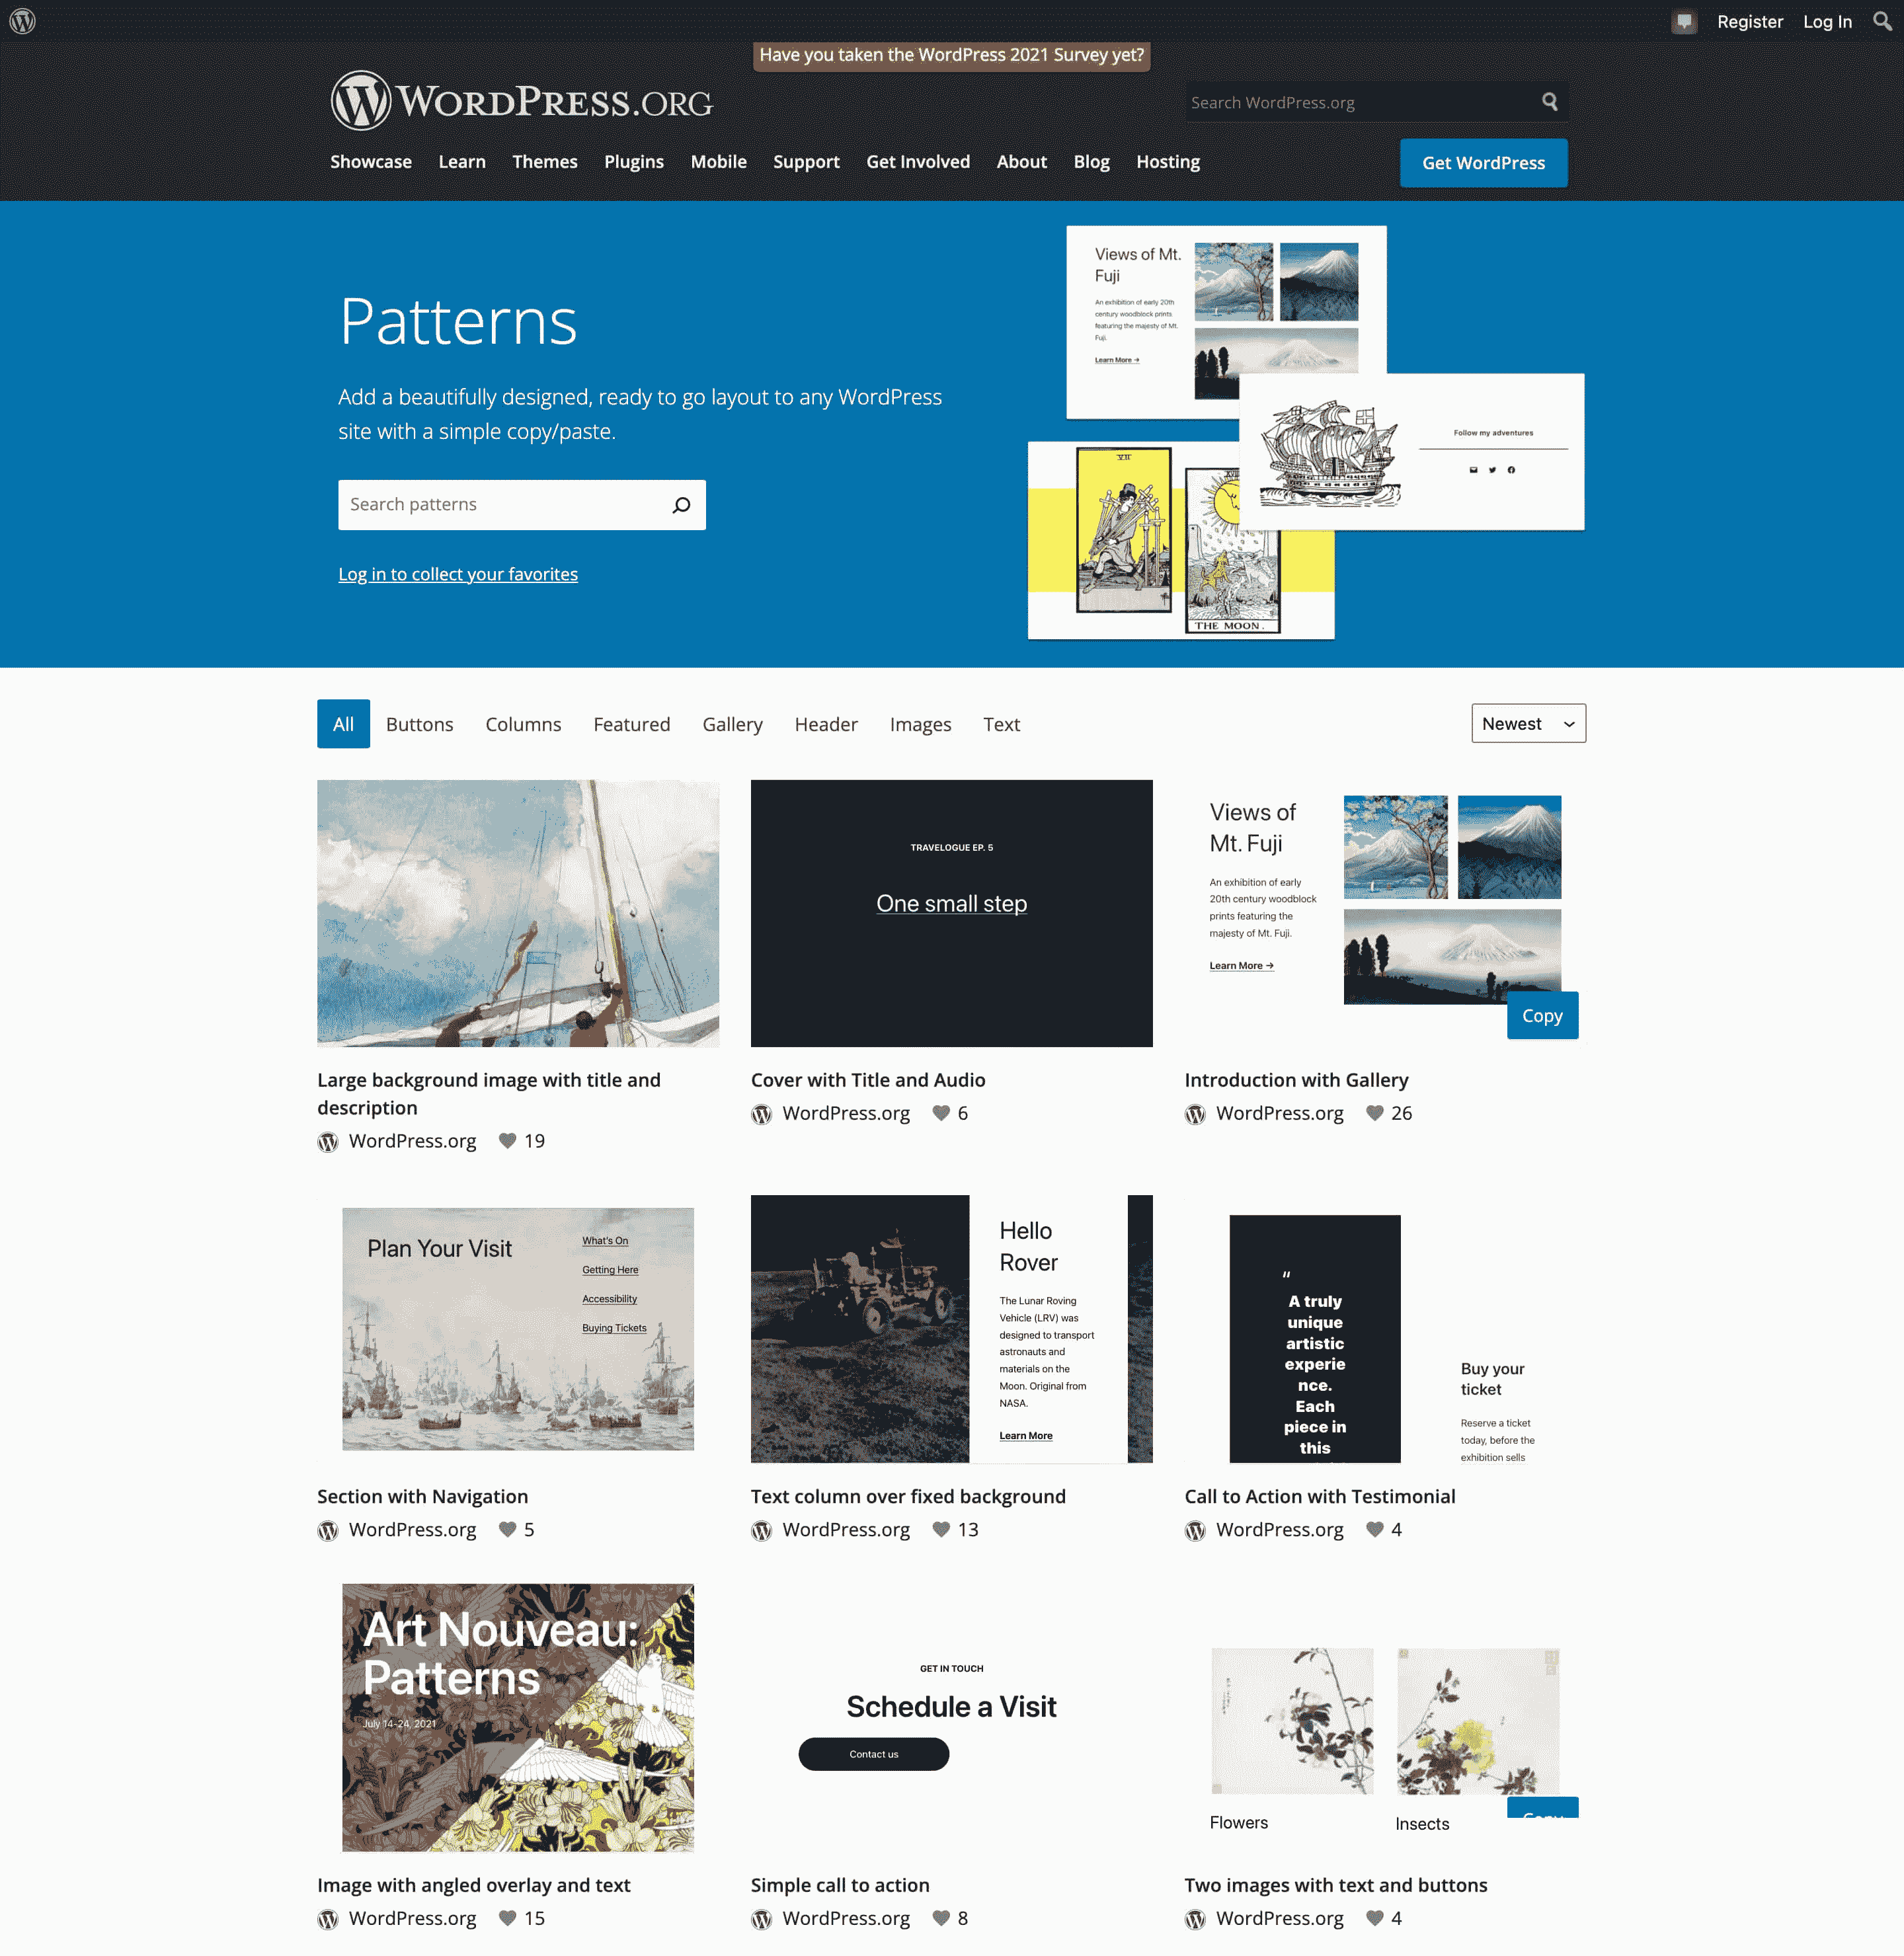 Register Log In
Have you taken the WordPress 2021 Survey yet?
WORDPRESS.ORG
Search WordPress.org
Showcase Learn Themes Plugins Mobile Support Get Involved About Blog Hosting
Get WordPress
Patterns
Add a beautifully designed, ready to go layout to any WordPress
site with a simple copy/paste.
Search patterns
Log in to collect your favorites
Views of Mt.
Fuji
An exhibition of early 20th
century woodblock prints
featuring the majesty of Mt.
Fuji.
Learn More →
Follow my adventures
VII
THE MOON.
All Buttons Columns Featured Gallery Header Images Text
Newest
TRAVELOGUE EP. 5
One small step
Views of
Mt. Fuji
An exhibition of early
20th century woodblock
prints featuring the
majesty of Mt. Fuji.
Learn More →
Copy
Large background image with title and
description
WordPress.org 19
Cover with Title and Audio
WordPress.org 6
Introduction with Gallery
WordPress.org 26
Plan Your Visit
What's On
Getting Here
Accessibility
Buying Tickets
Hello
Rover
The Lunar Roving
Vehicle (LRV) was
designed to transport
astronauts and
materials on the
Moon. Original from
NASA.
Learn More
"
A truly
unique
artistic
experie
nce.
Each
piece in
this
Buy your
ticket
Reserve a ticket
today, before the
exhibition sells
Section with Navigation
WordPress.org 5
Text column over fixed background
WordPress.org 13
Call to Action with Testimonial
WordPress.org 4
Art Nouveau:
Patterns
July 14-24, 2021
GET IN TOUCH
Schedule a Visit
Contact us
Flowers
Insects
Copy
Image with angled overlay and text
WordPress.org 15
Simple call to action
WordPress.org 8
Two images with text and buttons
WordPress.org 4